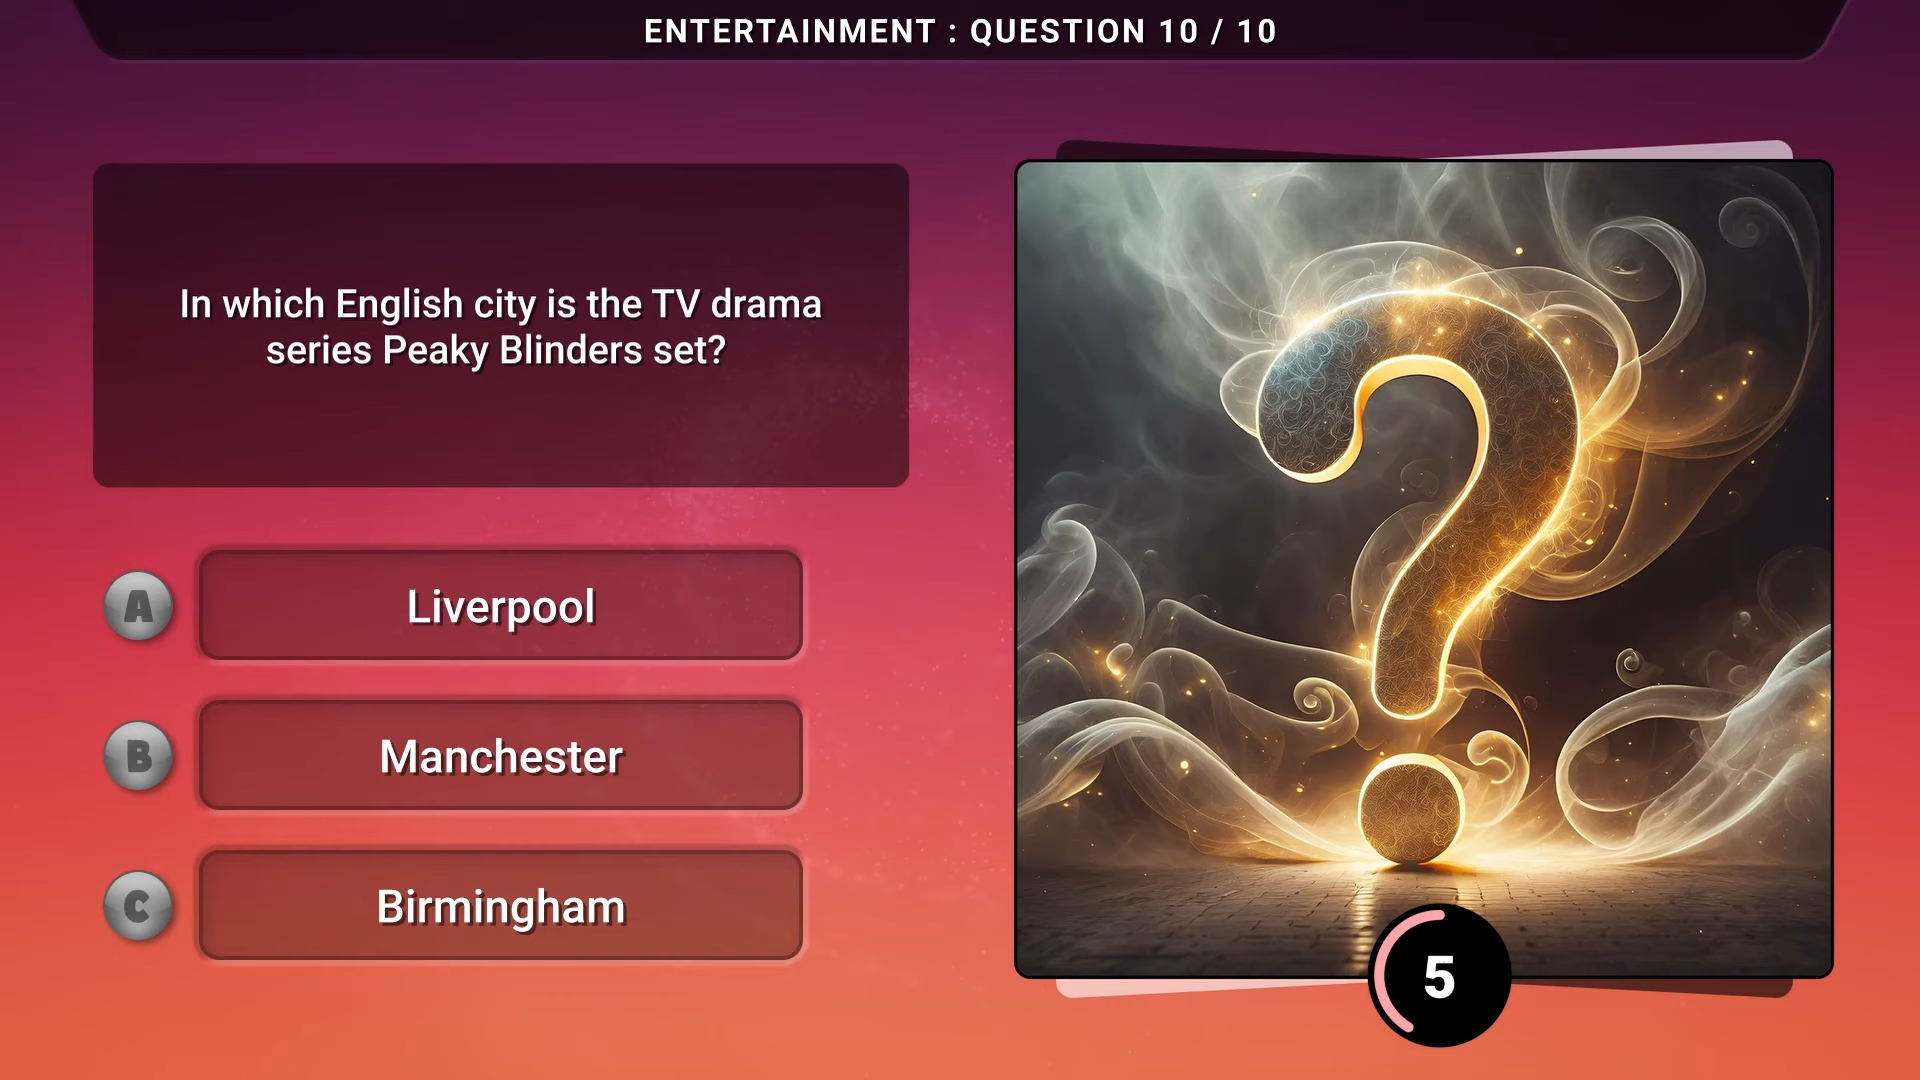 ENTERTAINMENT : QUESTION 10 / 10
In which English city is the TV drama
series Peaky Blinders set?
A
Liverpool
B
Manchester
C
Birmingham
5